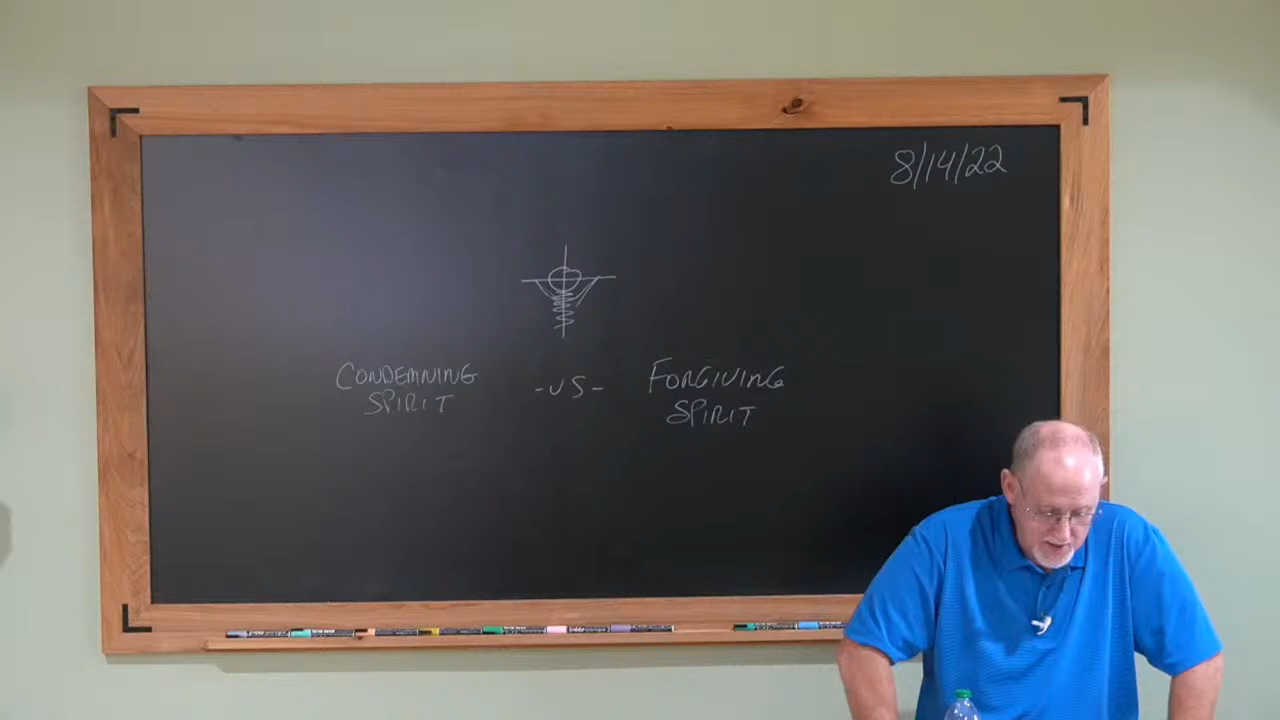 8/14/22
CONDEMNING
SPIRIT
-VS-
FORGIVING
SPIRIT